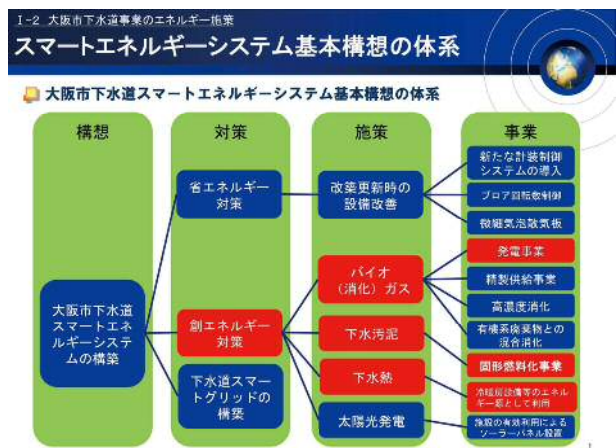 Ⅰ-2 大阪市下水道事業のエネルギー施策
スマートエネルギーシステム基本構想の体系
大阪市下水道スマートエネルギーシステム基本構想の体系
構想
対策
施策
事業
大阪市下水道
スマートエネ
ルギーシステ
ムの構築
省エネルギー
対策
創エネルギー
対策
下水道スマー
トグリッドの
構築
改築更新時の
設備改善
バイオ
(消化)ガス
下水汚泥
下水熱
太陽光発電
新たな計装制御
システムの導入
ブロア回転数制御
微細気泡散気板
発電事業
精製供給事業
高濃度消化
有機系廃棄物との
混合消化
固形燃料化事業
冷暖房設備等のエネル
ギー源として利用
施設の有効利用による
ソーラーパネル設置